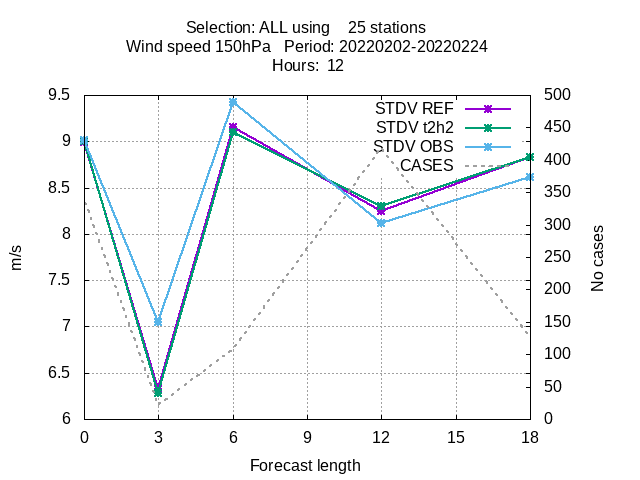 Selection: ALL using    25 stations
Wind speed 150hPa   Period: 20220202-20220224
Hours:  12
STDV REF
STDV t2h2
STDV OBS
CASES
9.5
9
8.5
8
7.5
7
6.5
6
500
450
400
350
300
250
200
150
100
50
0
m/s
No cases
0 3 6 9 12 15 18
Forecast length